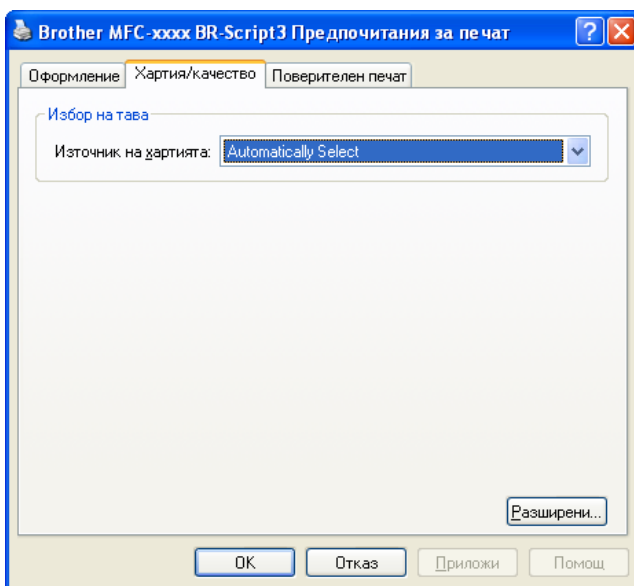 Brother MFC-xxxx BR-Script3 Предпочитания за печат
Оформление Хартия/качество Поверителен печат
Избор на тава
Източник на хартията: Automatically Select
Разширени...
OK Отказ Приложи Помощ